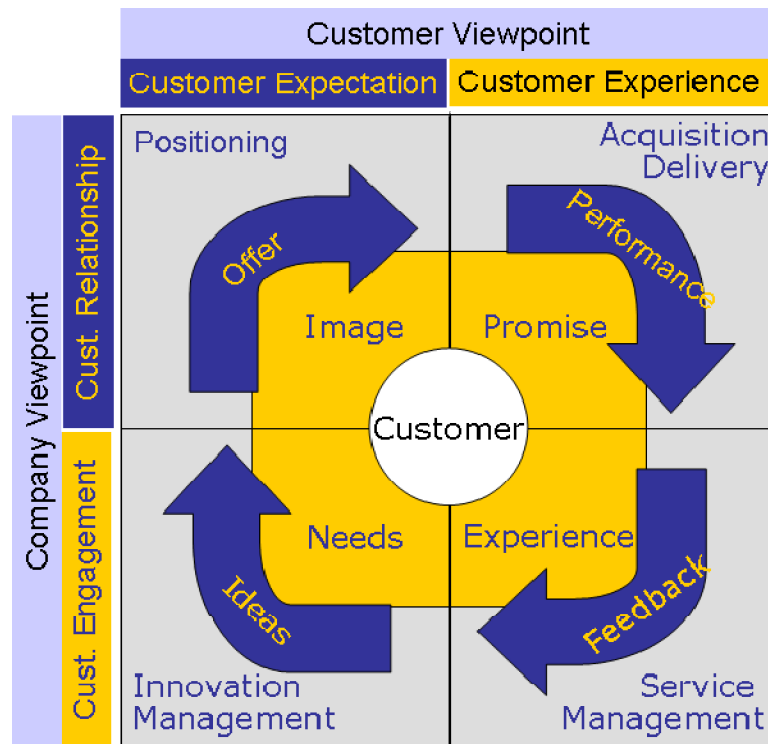 Customer Viewpoint
Customer Expectation
Customer Experience
Company Viewpoint
Cust. Relationship
Cust. Engagement
Positioning
Acquisition
Delivery
Offer
Performance
Image
Promise
Customer
Needs
Experience
Ideas
Feedback
Innovation
Management
Service
Management